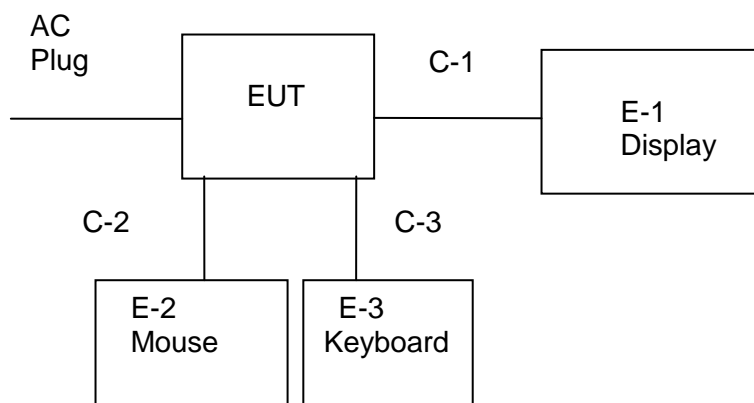 AC
Plug
EUT
C-1
E-1
Display
C-2
C-3
E-2
Mouse
E-3
Keyboard